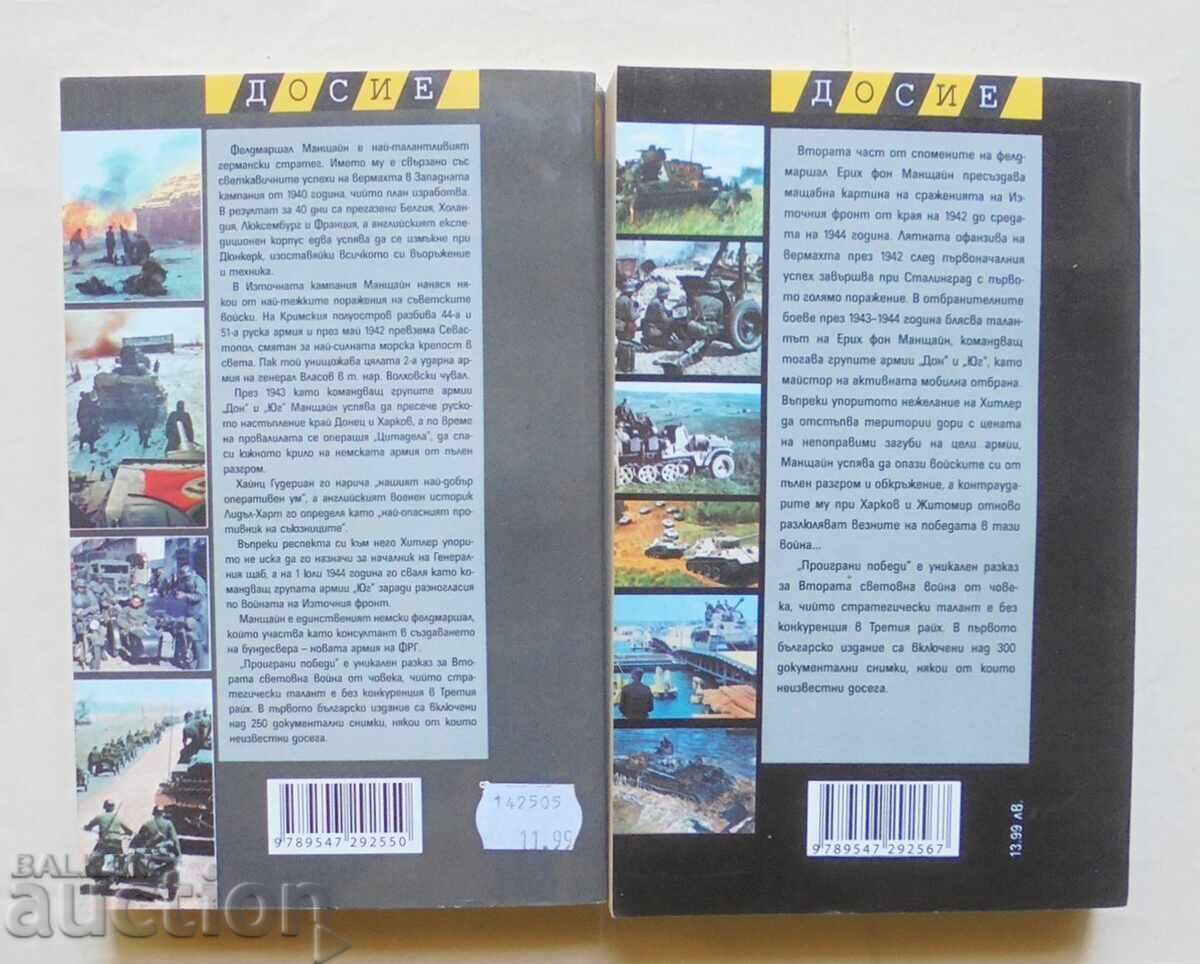 ДОСИЕ
Фелдмаршал Манщайн е най-талантливият
германски стратег. Името му е свързано със
светкавичните успехи на вермахта в Западната
кампания от 1940 година, чийто план изработва.
В резултат за 40 дни са прегазени Белгия, Холан-
дия, Люксембург и Франция, а английският експе-
диционен корпус едва успява да се измъкне при
Дюнкерк, изоставяйки всичкото си въоръжение
и техника.
В Източната кампания Манщайн нанася ня-
кои от най-тежките поражения на съветските
войски. На Кримския полуостров разбива 44-а и
51-а руска армия и през май 1942 превзема Севас-
топол, смятан за най-силната морска крепост в
света. Пак той унищожава цялата 2-а ударна ар-
мия на генерал Власов в т. нар. Волховски чувал.
През 1943 като командващ групите армии
„Дон" и „Юг" Манщайн успява да пресече руско-
то настъпление край Донец и Харков, а по време
на провалилата се операция „Цитадела", да спа-
си южното крило на немската армия от пълен
разгром.
Хайнц Гудериан го нарича „нашият най-добър
оперативен ум", а английският военен историк
Лидъл-Харт го определя като „най-опасният про-
тивник на съюзниците".
Въпреки респекта си към него Хитлер упори-
то не иска да го назначи за началник на Генерал-
ния щаб, а на 1 юли 1944 година го сваля като ко-
мандващ групата армии „Юг" заради разногласия
по войната на Източния фронт.
Манщайн е единственият немски фелдмаршал,
който участва като консултант в създаването
на бундесвера – новата армия на ФРГ.
„Проиграни победи" е уникален разказ за Вто-
рата световна война от човека, чийто стра-
тегически талант е без конкуренция в Третия
райх. В първото българско издание са включени
над 250 документални снимки, някои от които
неизвестни досега.
9 789547 292550
142505
11.99
ДОСИЕ
Втората част от спомените на фелд-
маршал Ерих фон Манщайн пресъздава
мащабна картина на сраженията на Из-
точния фронт от края на 1942 до среда-
та на 1944 година. Лятната офанзива на
вермахта през 1942 след първоначалния
успех завършва при Сталинград с първо-
то голямо поражение. В отбранителните
боеве през 1943-1944 година блясва тала-
нтът на Ерих фон Манщайн, командващ
тогава групите армии „Дон" и „Юг", като
майстор на активната мобилна отбрана.
Въпреки упоритото нежелание на Хитлер
да отстъпва територии дори с цената
на непоправими загуби на цели армии,
Манщайн успява да опази войските си от
пълен разгром и обкръжение, а контрауда-
рите му при Харков и Житомир отново
разлюляват везните на победата в тази
война...
„Проиграни победи" е уникален разказ
за Втората световна война от чове-
ка, чийто стратегически талант е без
конкуренция в Третия райх. В първото
българско издание са включени над 300
документални снимки, някои от които
неизвестни досега.
9 789547 292567
13.99 лв.
BALKAN
auction